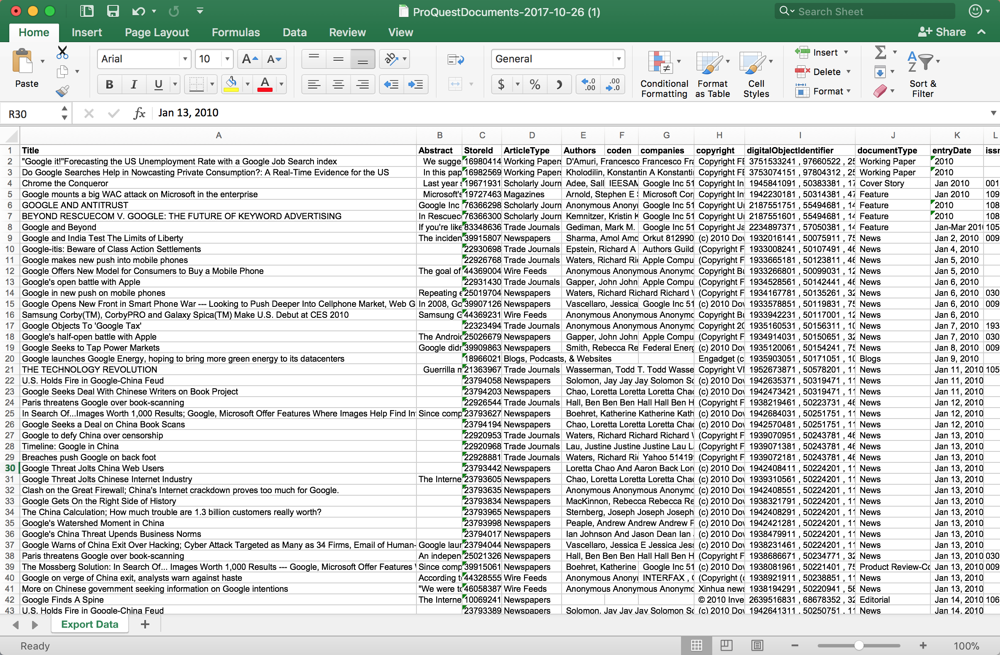 ProQuestDocuments-2017-10-26 (1)
Search Sheet
Home Insert Page Layout Formulas Data Review View Share
Paste
Arial 10 A A
B I U A
General
$ % .0 .00 .00 .0
Conditional Formatting
Format as Table
Cell Styles
Insert
Delete
Format
Sort & Filter
R30 fx Jan 13, 2010
A B C D E F G H I J K L
1 Title Abstract StoreId ArticleType Authors coden companies copyright digitalObjectIdentifier documentType entryDate
2 "Google it!"Forecasting the US Unemployment Rate with a Google Job Search index We sugge 16980414 Working Papers D'Amuri, Francesco Francesco Fra Copyright FE 3751533241 , 97660522 , 25 Working Paper 2010
3 Do Google Searches Help in Nowcasting Private Consumption?: A Real-Time Evidence for the US In this pap 16982569 Working Papers Kholodilin, Konstantin A Konstanti Copyright FE 3753074151 , 97804312 , 25 Working Paper 2010
4 Chrome the Conqueror Last year 19671931 Scholarly Journ Adee, Sall IEESAM Google Inc 51 Copyright In 1945841091 , 50383381 , 17 Cover Story Jan 2010 001
5 Google mounts a big WAC attack on Microsoft in the enterprise Microsoft's 19727463 Magazines Arnold, Stephen E Microsoft Cor Copyright In 1942230181 , 50314381 , 47 Feature Jan 2010 109
6 GOOGLE AND ANTITRUST Google Inc 76366298 Scholarly Journ Anonymous Anony Google Inc 51 Copyright U 2187551751 , 55494681 , 14 Feature 2010 108
7 BEYOND RESCUECOM V. GOOGLE: THE FUTURE OF KEYWORD ADVERTISING In Rescuec 76366300 Scholarly Journ Kemnitzer, Kristin K Google Inc 51 Copyright U 2187551601 , 55494681 , 14 Feature 2010 108
8 Google and Beyond If you're like 83348636 Trade Journals Gediman, Mark M. Google Inc 51 Copyright Ja 2234897371 , 57050381 , 14 Feature Jan-Mar 201 105
9 Google and India Test The Limits of Liberty The inciden 39915807 Newspapers Sharma, Amol Amo Orkut 812990 (c) 2010 Dow 1932016141 , 50075911 , 75 News Jan 2, 2010 009
10 Google-itis: Beware of Class Action Settlements 22930698 Trade Journals Epstein, Richard A Authors Guild (Copyright F 1933008241 , 50107491 , 46 News Jan 4, 2010
11 Google makes new push into mobile phones 22926768 Trade Journals Waters, Richard Ri Apple Compu (Copyright F 1933665181 , 50123811 , 46 News Jan 5, 2010
12 Google Offers New Model for Consumers to Buy a Mobile Phone The goal of 44369004 Wire Feeds Anonymous Anonymous Anonymo Copyright Bu 1933266801 , 50099031 , 12 News Jan 5, 2010
13 Google's open battle with Apple 22931430 Trade Journals Gapper, John John Apple Compu (Copyright F 1934528561 , 50142441 , 46 News Jan 6, 2010
14 Google in new push on mobile phones Repeating e 25019704 Newspapers Waters, Richard Richard Richard (Copyright F 1934167781 , 50135261 , 32 News Jan 6, 2010 030
15 Google Opens New Front in Smart Phone War --- Looking to Push Deeper Into Cellphone Market, Web G In 2008, Go 39907126 Newspapers Vascellaro, Jessica Google Inc 51 (c) 2010 Dow 1933578851 , 50119831 , 75 News Jan 6, 2010 009
16 Samsung Corby(TM), CorbyPRO and Galaxy Spica(TM) Make U.S. Debut at CES 2010 Samsung G 44369231 Wire Feeds Anonymous Anonymous Anonymo Copyright Bu 1933942231 , 50117001 , 12 News Jan 6, 2010
17 Google Objects To 'Google Tax' 22323494 Trade Journals Anonymous Anonymous Anonymo Copyright 20 1935160531 , 50156311 , 10 News Jan 7, 2010 193
18 Google's half-open battle with Apple The Androi 25026679 Newspapers Gapper, John John Apple Compu (Copyright F 1934914031 , 50150651 , 32 News Jan 7, 2010 030
19 Google Seeks to Tap Power Markets Google didn 39909863 Newspapers Smith, Rebecca Re Federal Energ (c) 2010 Dow 1935120061 , 50154241 , 75 News Jan 8, 2010 009
20 Google launches Google Energy, hoping to bring more green energy to its datacenters 18966021 Blogs, Podcasts, & Websites Engadget (c 1935903051 , 50171051 , 10 Blogs Jan 9, 2010
21 THE TECHNOLOGY REVOLUTION Guerrilla m 21363967 Trade Journals Wasserman, Todd T. Todd Wasse Copyright V 1952673871 , 50578201 , 11 News Jan 11, 2010 105
22 U.S. Holds Fire in Google-China Feud 23794058 Newspapers Solomon, Jay Jay Jay Solomon So (c) 2010 Dow 1942635371 , 50319471 , 11 News Jan 11, 2010
23 Google Seeks Deal With Chinese Writers on Book Project 23794203 Newspapers Chao, Loretta Loretta Loretta Chao (c) 2010 Dow 1942473421 , 50319471 , 11 News Jan 11, 2010
24 Paris threatens Google over book-scanning 22926544 Trade Journals Hall, Ben Ben Ben Hall Hall Ben H (Copyright F 1938219461 , 50223731 , 46 News Jan 12, 2010
25 In Search Of...Images Worth 1,000 Results; Google, Microsoft Offer Features Where Images Help Find In Since comp 23793627 Newspapers Boehret, Katherine Katherine Kath (c) 2010 Dow 1942684031 , 50251751 , 11 News Jan 12, 2010
26 Google Seeks a Deal on China Book Scans 23794194 Newspapers Chao, Loretta Loretta Loretta Chao (c) 2010 Dow 1942570481 , 50251751 , 11 News Jan 12, 2010
27 Google to defy China over censorship 22920953 Trade Journals Waters, Richard Richard Richard (Copyright F 1939070951 , 50243781 , 46 News Jan 13, 2010
28 Timeline: Google in China 22920968 Trade Journals Lau, Justine Justine Justine Lau L (Copyright F 1939071381 , 50243781 , 46 News Jan 13, 2010
29 Breaches push Google on back foot 22928881 Trade Journals Waters, Richard Ri Yahoo 51419 (Copyright F 1939072181 , 50243781 , 46 News Jan 13, 2010
30 Google Threat Jolts China Web Users 23793442 Newspapers Loretta Chao And Aaron Back Lore (c) 2010 Dow 1942408411 , 50224201 , 11 News Jan 13, 2010
31 Google Threat Jolts Chinese Internet Industry The Interne 23793605 Newspapers Chao, Loretta Loretta Loretta Chao (c) 2010 Dow 1939310561 , 50224201 , 11 News Jan 13, 2010
32 Clash on the Great Firewall; China's Internet crackdown proves too much for Google. 23793635 Newspapers Anonymous Anonymous Anonymo (c) 2010 Dow 1942408551 , 50224201 , 11 News Jan 13, 2010
33 Google Gets On the Right Side of History 23793834 Newspapers MacKinnon, Rebecca Rebecca Re (c) 2010 Dow 1938321791 , 50224201 , 11 News Jan 13, 2010
34 The China Calculation; How much trouble are 1.3 billion customers really worth? 23793965 Newspapers Sternberg, Joseph Joseph Joseph (c) 2010 Dow 1942408291 , 50224201 , 11 News Jan 13, 2010
35 Google's Watershed Moment in China 23793998 Newspapers Peaple, Andrew Andrew Andrew P (c) 2010 Dow 1942421281 , 50224201 , 11 News Jan 13, 2010
36 Google's China Threat Upends Business Norms 23794017 Newspapers Ian Johnson And Jason Dean Ian (c) 2010 Dow 1938479911 , 50224201 , 11 News Jan 13, 2010
37 Google Warns of China Exit Over Hacking; Cyber Attack Targeted as Many as 34 Firms, Email of Human- Google laun 23794044 Newspapers Vascellaro, Jessica E Jessica Jess (c) 2010 Dow 1938231461 , 50224201 , 11 News Jan 13, 2010
38 Paris threatens Google over book-scanning An indepen 25021326 Newspapers Hall, Ben Ben Ben Hall Hall Ben H (Copyright F 1938686671 , 50234771 , 32 News Jan 13, 2010 030
39 The Mossberg Solution: In Search Of... Images Worth 1,000 Results --- Google, Microsoft Offer Features Since comp 39915061 Newspapers Boehret, Katherine Google Inc 51 (c) 2010 Dow 1938081961 , 50221401 , 75 Product Review-Co Jan 13, 2010 009
40 Google on verge of China exit, analysts warn against haste According t 44328555 Wire Feeds Anonymous Anony INTERFAX , (Copyright (c 1938921911 , 50238851 , 11 News Jan 13, 2010
41 More on Chinese government seeking information on Google intentions "We were to 46058387 Wire Feeds Anonymous Anonymous Anonymo Xinhua news 1938194291 , 50220941 , 58 News Jan 13, 2010
42 Google Finds A Spine The Interne 10069241 Newspapers © 2010 Inve 2639516831 , 68678352 , 32 Editorial Jan 14, 2010 106
43 U.S. Holds Fire in Google-China Feud 23793389 Newspapers Solomon, Jay Jay Jay Solomon So (c) 2010 Dow 1942641311 , 50250751 , 11 News Jan 14, 2010
Export Data
Ready 100%